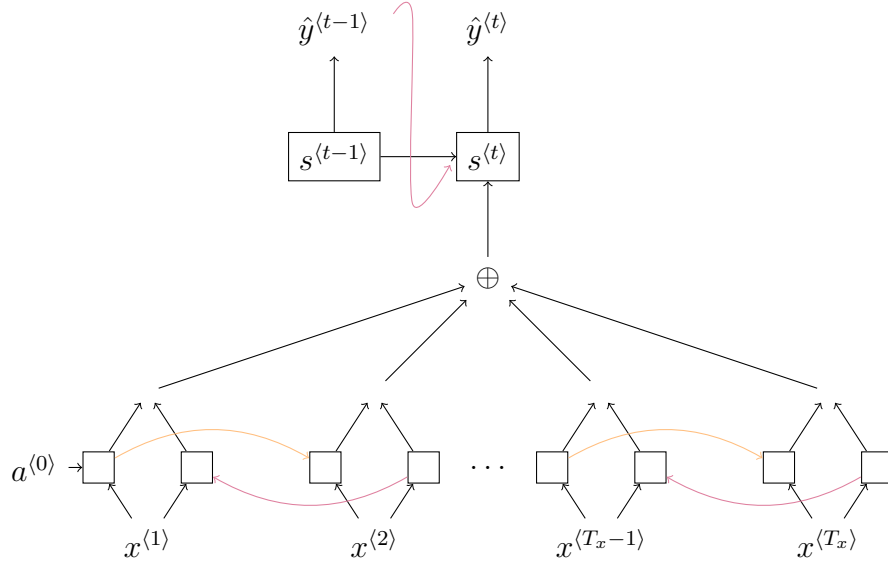 ŷ⟨t−1⟩ ŷ⟨t⟩
s⟨t−1⟩ s⟨t⟩
⊕
a⟨0⟩ ...
x⟨1⟩ x⟨2⟩ x⟨Tₓ−1⟩ x⟨Tₓ⟩